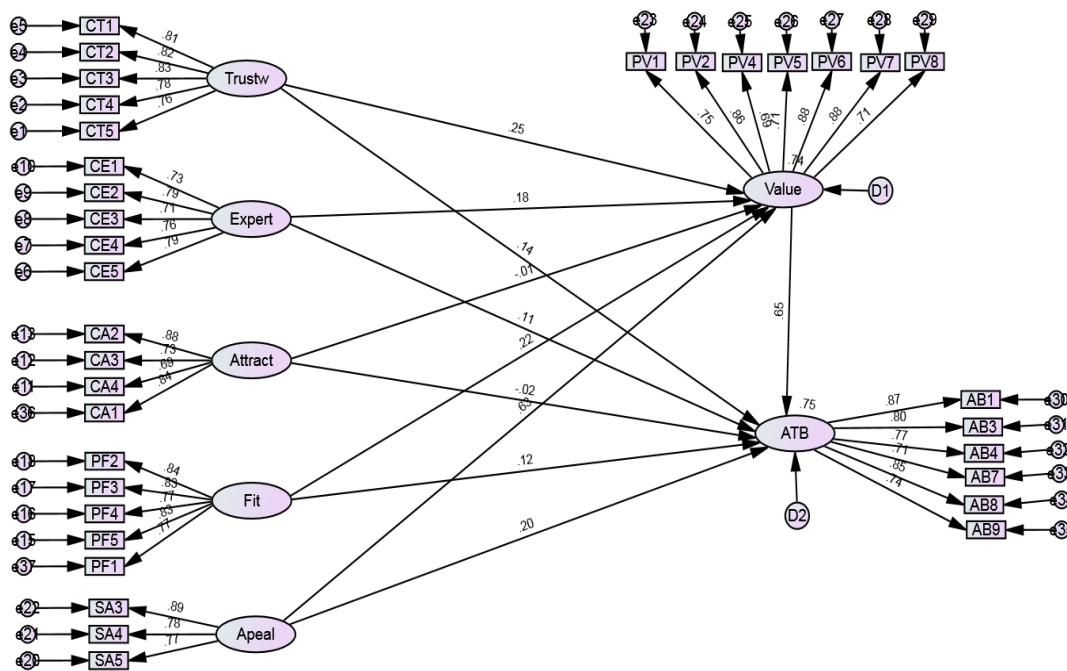 e5 CT1 .81
e4 CT2 .82
e3 CT3 .83
e2 CT4 .78
e1 CT5 .76
Trustw
e10 CE1 .73
e9 CE2 .79
e8 CE3 .71
e7 CE4 .76
e6 CE5 .79
Expert
e13 CA2 .88
e12 CA3 .73
e11 CA4 .69
e36 CA1 .84
Attract
e18 PF2 .84
e17 PF3 .83
e16 PF4 .77
e15 PF5 .83
e37 PF1 .77
Fit
e22 SA3 .89
e21 SA4 .78
e20 SA5 .77
Apeal
.25
.18
.14
-.01
.11
.22
-.02
.63
.12
.20
.65
e23 e24 e25 e26 e27 e28 e29
PV1 PV2 PV4 PV5 PV6 PV7 PV8
.75 .86 .69 .71 .88 .88 .71
.74
Value
D1
.75
ATB
D2
.87 AB1 e30
.80 AB3 e31
.77 AB4
.71 AB7
.85 AB8
.74 AB9